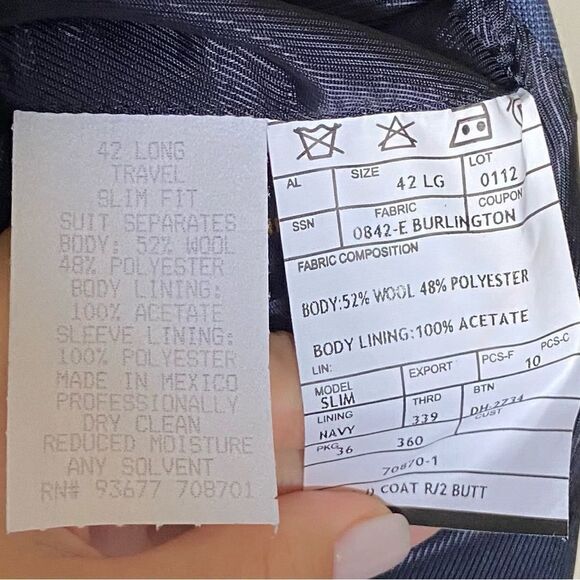 42 LONG
TRAVEL
SLIM FIT
SUIT SEPARATES
BODY: 52% WOOL
48% POLYESTER
BODY LINING:
100% ACETATE
SLEEVE LINING:
100% POLYESTER
MADE IN MEXICO
PROFESSIONALLY
DRY CLEAN
REDUCED MOISTURE
ANY SOLVENT
RN# 93677 708701
AL SIZE 42 LG LOT 0112
SSN FABRIC COUPON
0842-E BURLINGTON
FABRIC COMPOSITION
BODY:52% WOOL 48% POLYESTER
BODY LINING:100% ACETATE
LIN:
MODEL EXPORT PCS-F PCS-C
SLIM 10
LINING THRD BTN
NAVY 339 DH-2734
PKG 36 360 CUST
70870-1
COAT R/2 BUTT